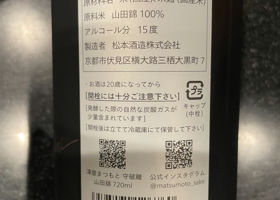 原料米 山田錦 100%
アルコール分 15度
製造者 松本酒造株式会社
京都市伏見区横大路三栖大黒町7
お酒は20歳になってから
【開栓には十分ご注意下さい】
発酵した際の自然な炭酸ガスが
少量含まれています
開栓後は立てて冷蔵庫にて保管して下さい
キャップ
(中栓)
澤屋まつもと 守破離
山田錦 720ml
公式インスタグラム
@matsumoto_sake